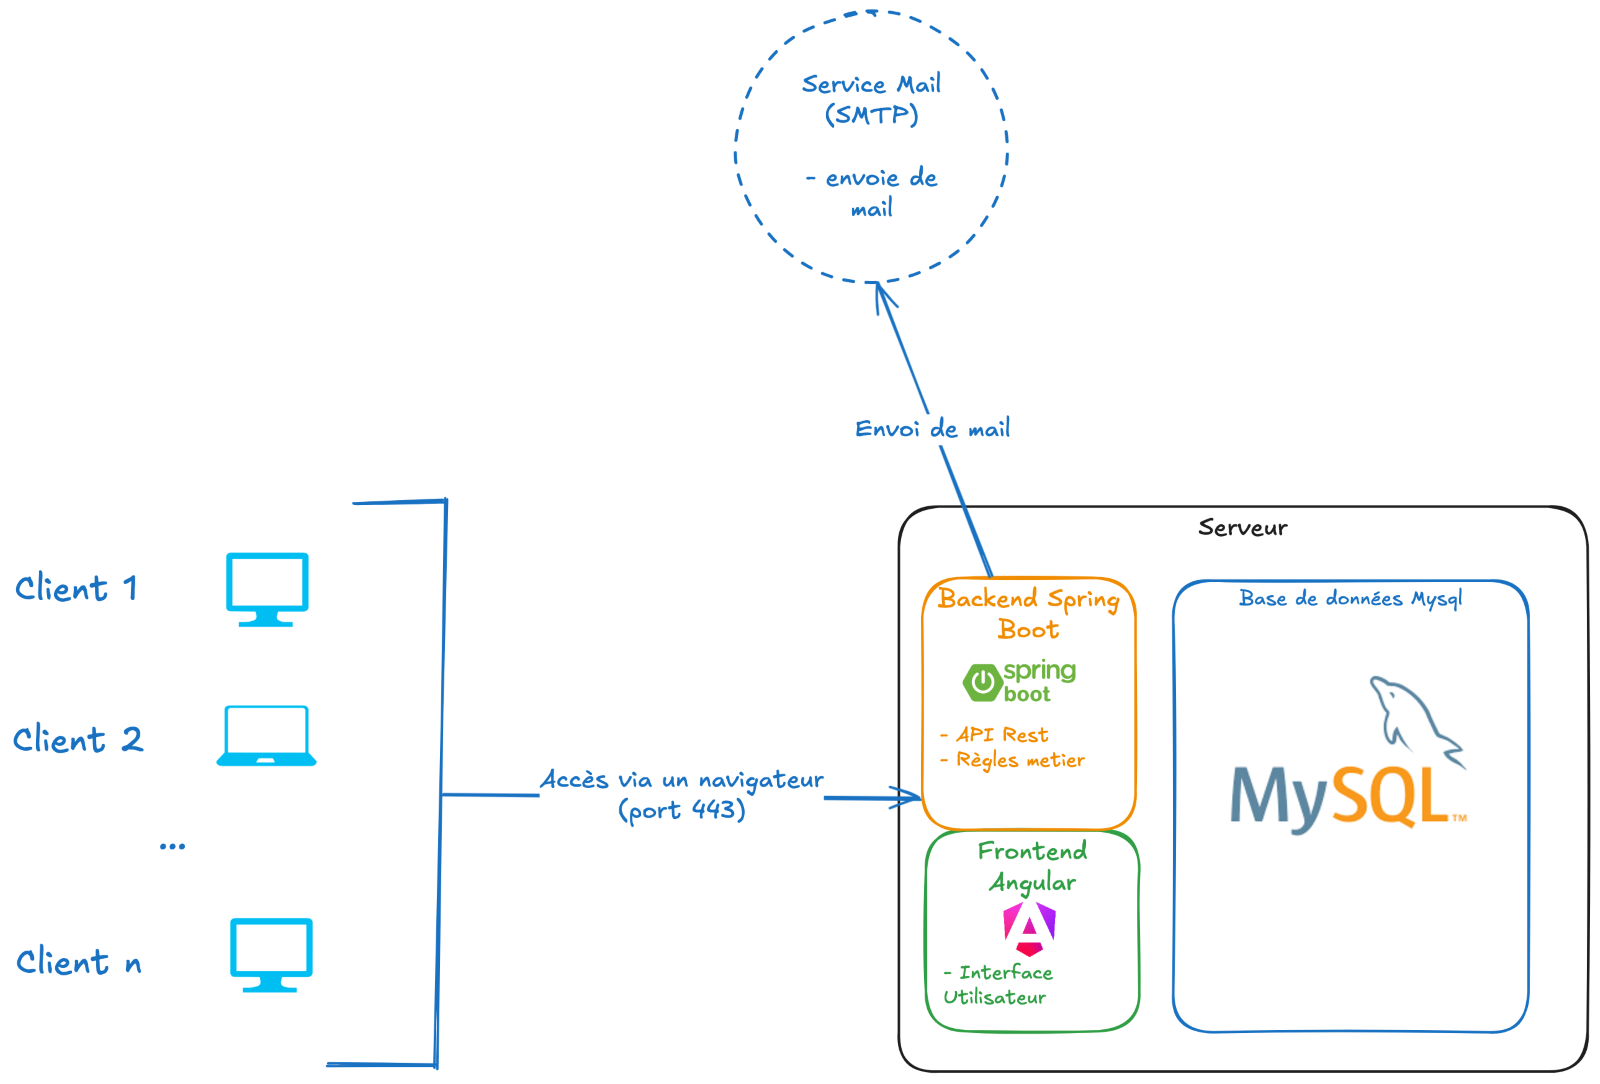 Service Mail
(SMTP)
- envoie de
mail
Envoi de mail
Client 1
Client 2
...
Client n
Accès via un navigateur
(port 443)
Serveur
Backend Spring
Boot
spring
boot
- API Rest
- Règles metier
Frontend
Angular
- Interface
Utilisateur
Base de données Mysql
MySQL™